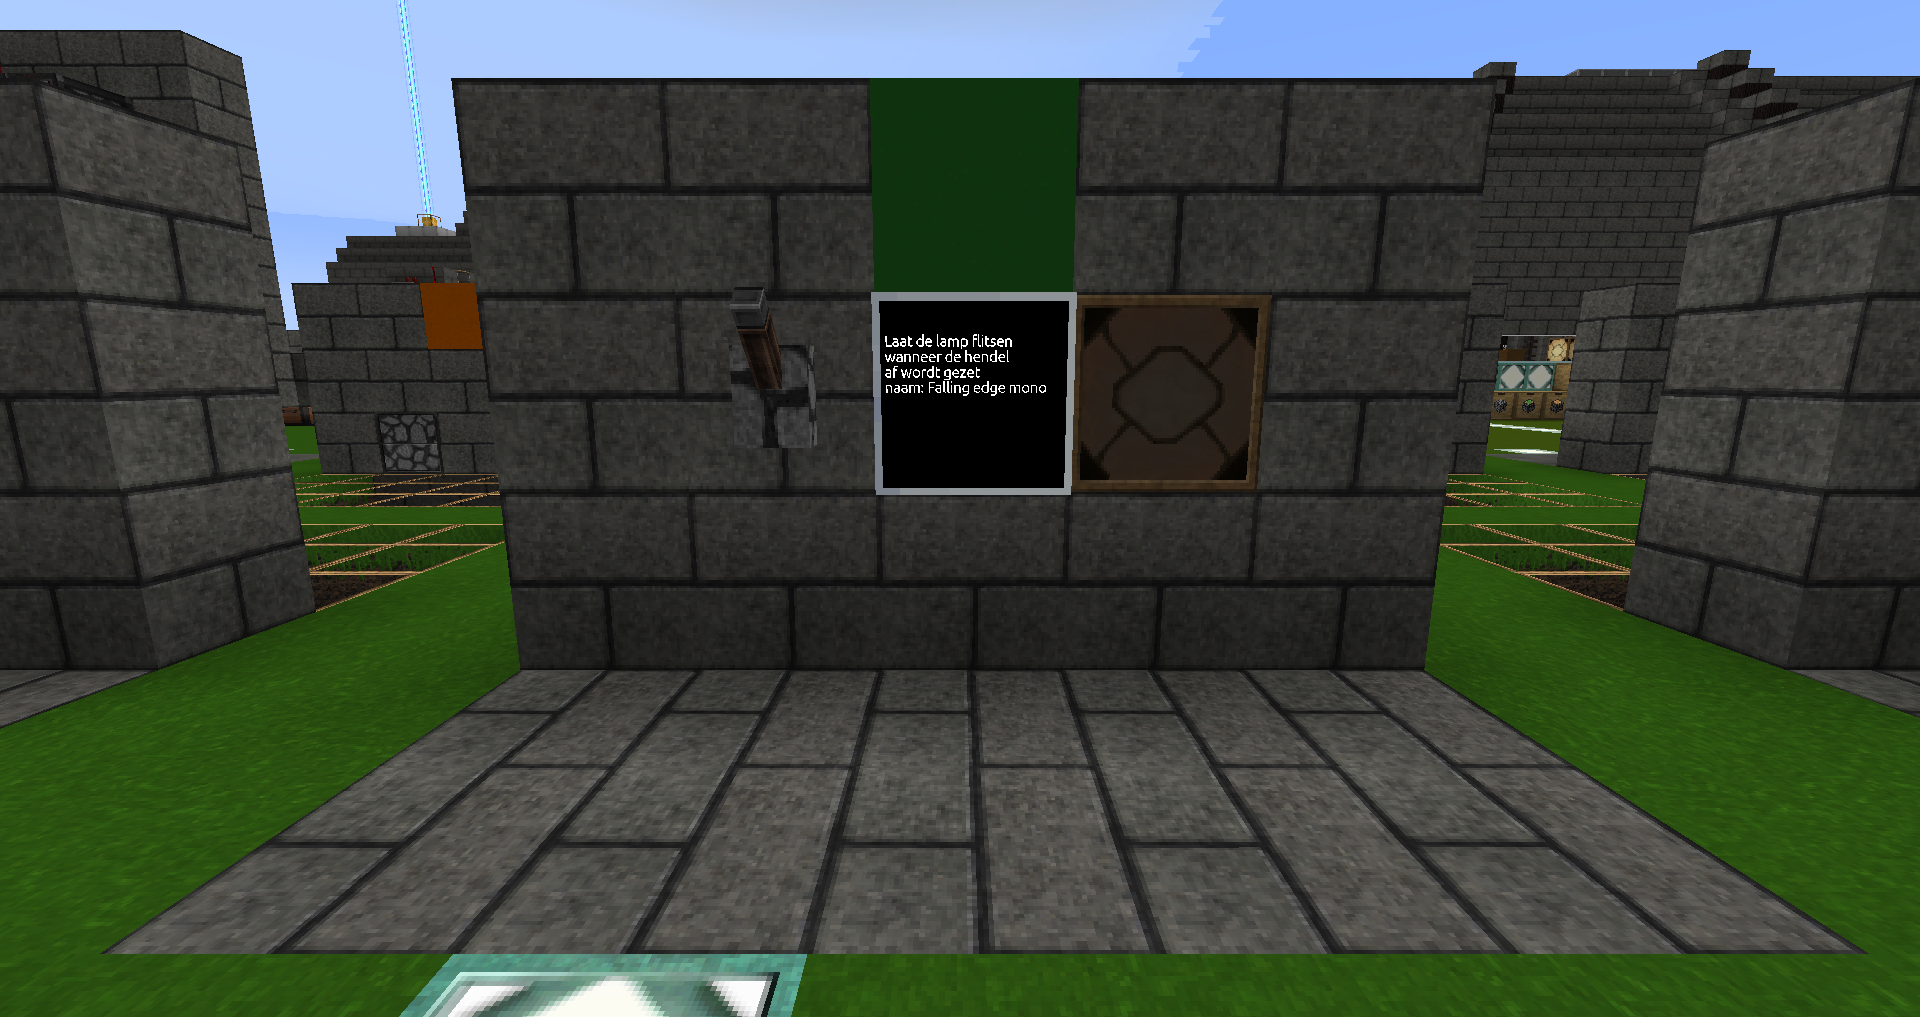 Laat de lamp flitsen
wanneer de hendel
af wordt gezet
naam: Falling edge mono